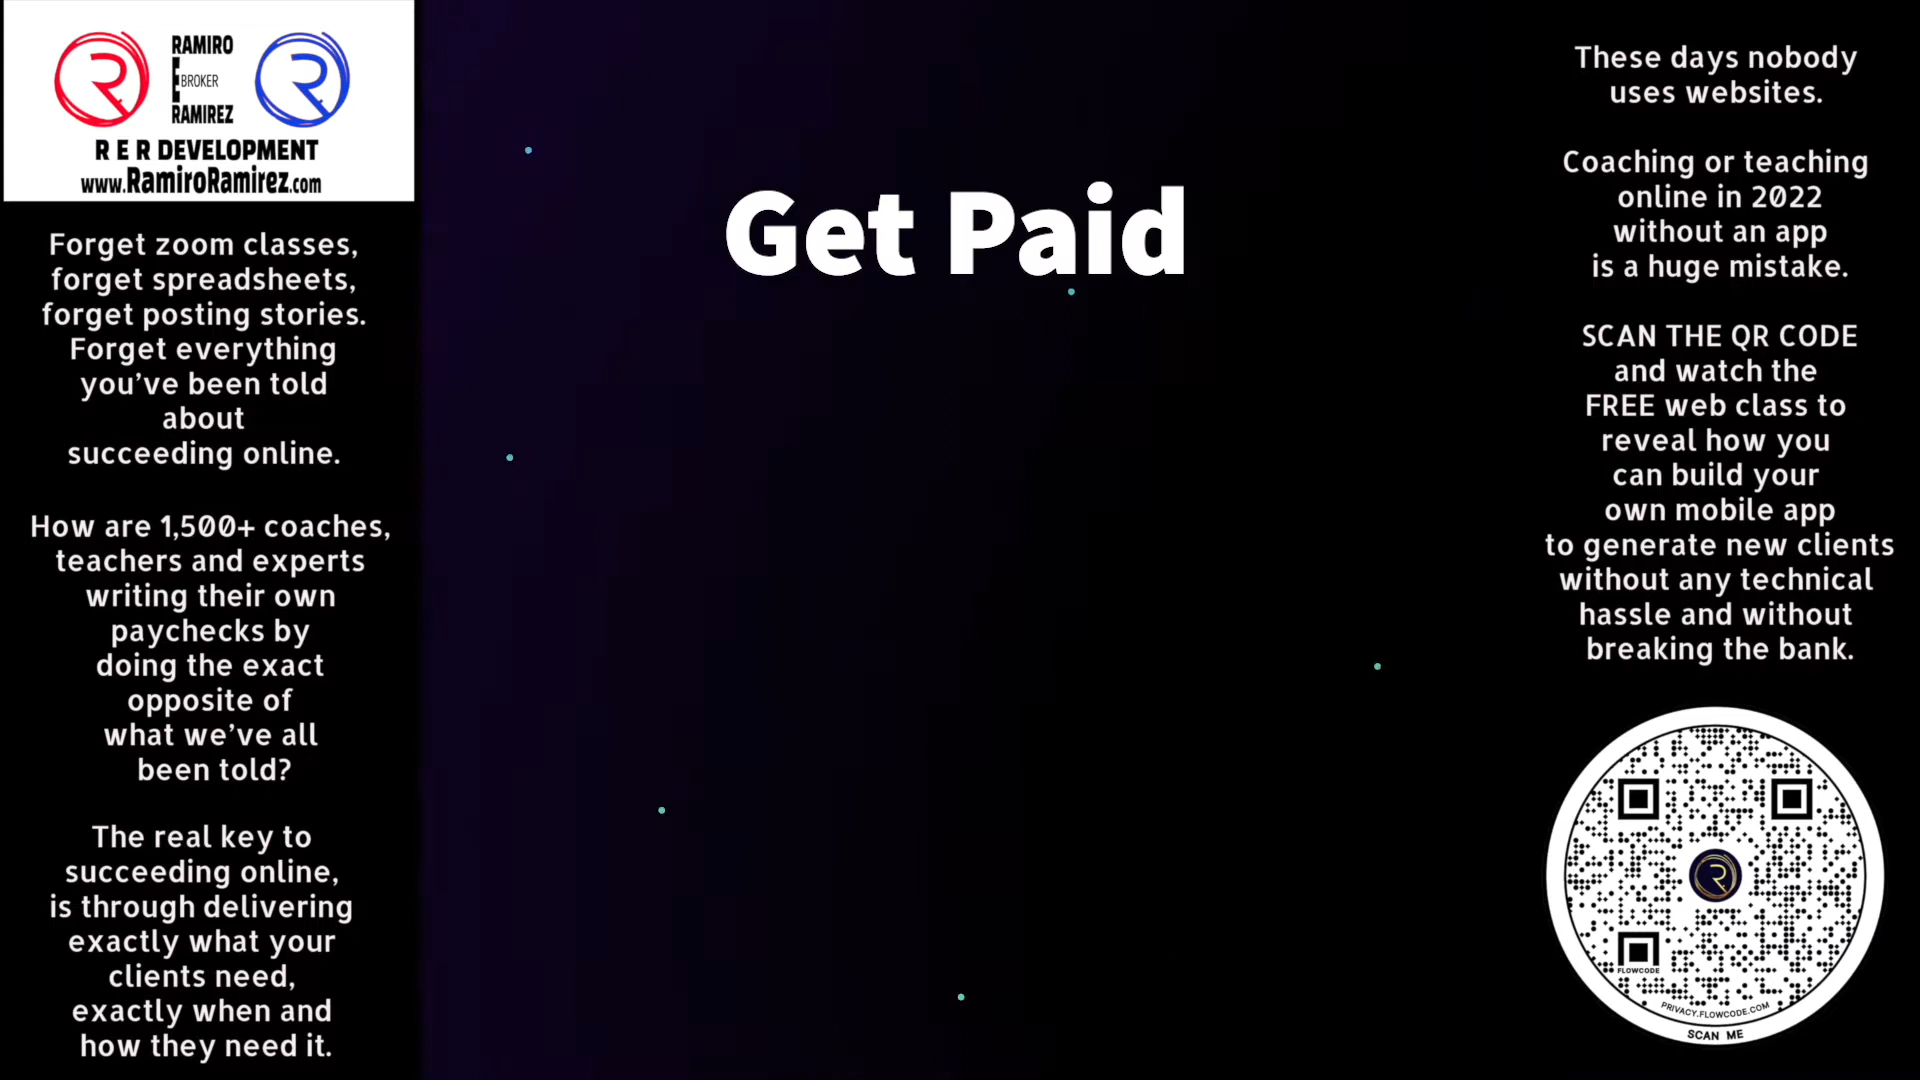 RAMIRO
E
BROKER
RAMIREZ
R E R DEVELOPMENT
www.RamiroRamirez.com
Forget zoom classes,
forget spreadsheets,
forget posting stories.
Forget everything
you've been told
about
succeeding online.
How are 1,500+ coaches,
teachers and experts
writing their own
paychecks by
doing the exact
opposite of
what we've all
been told?
The real key to
succeeding online,
is through delivering
exactly what your
clients need,
exactly when and
how they need it.
Get Paid
These days nobody
uses websites.
Coaching or teaching
online in 2022
without an app
is a huge mistake.
SCAN THE QR CODE
and watch the
FREE web class to
reveal how you
can build your
own mobile app
to generate new clients
without any technical
hassle and without
breaking the bank.
FLOWCODE
PRIVACY.FLOWCODE.COM
SCAN ME